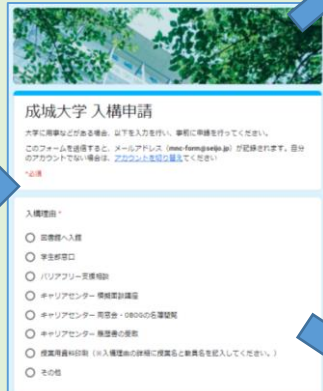 成城大学 入構申請
大学に用事などがある場合、以下を入力を行い、事前に申請を行ってください。
このフォームを送信すると、メールアドレス（mnc-form@seijo.jp）が記録されます。自分
のアカウントでない場合は、アカウントを切り替えてください
*必須
入構理由 *
図書館へ入館
学生部窓口
バリアフリー支援相談
キャリアセンター 模擬面談講座
キャリアセンター 同窓会・OBOGの名簿閲覧
キャリアセンター 履歴書の受取
授業用資料印刷（※入構理由の詳細に授業名と教員名を記入してください。）
その他